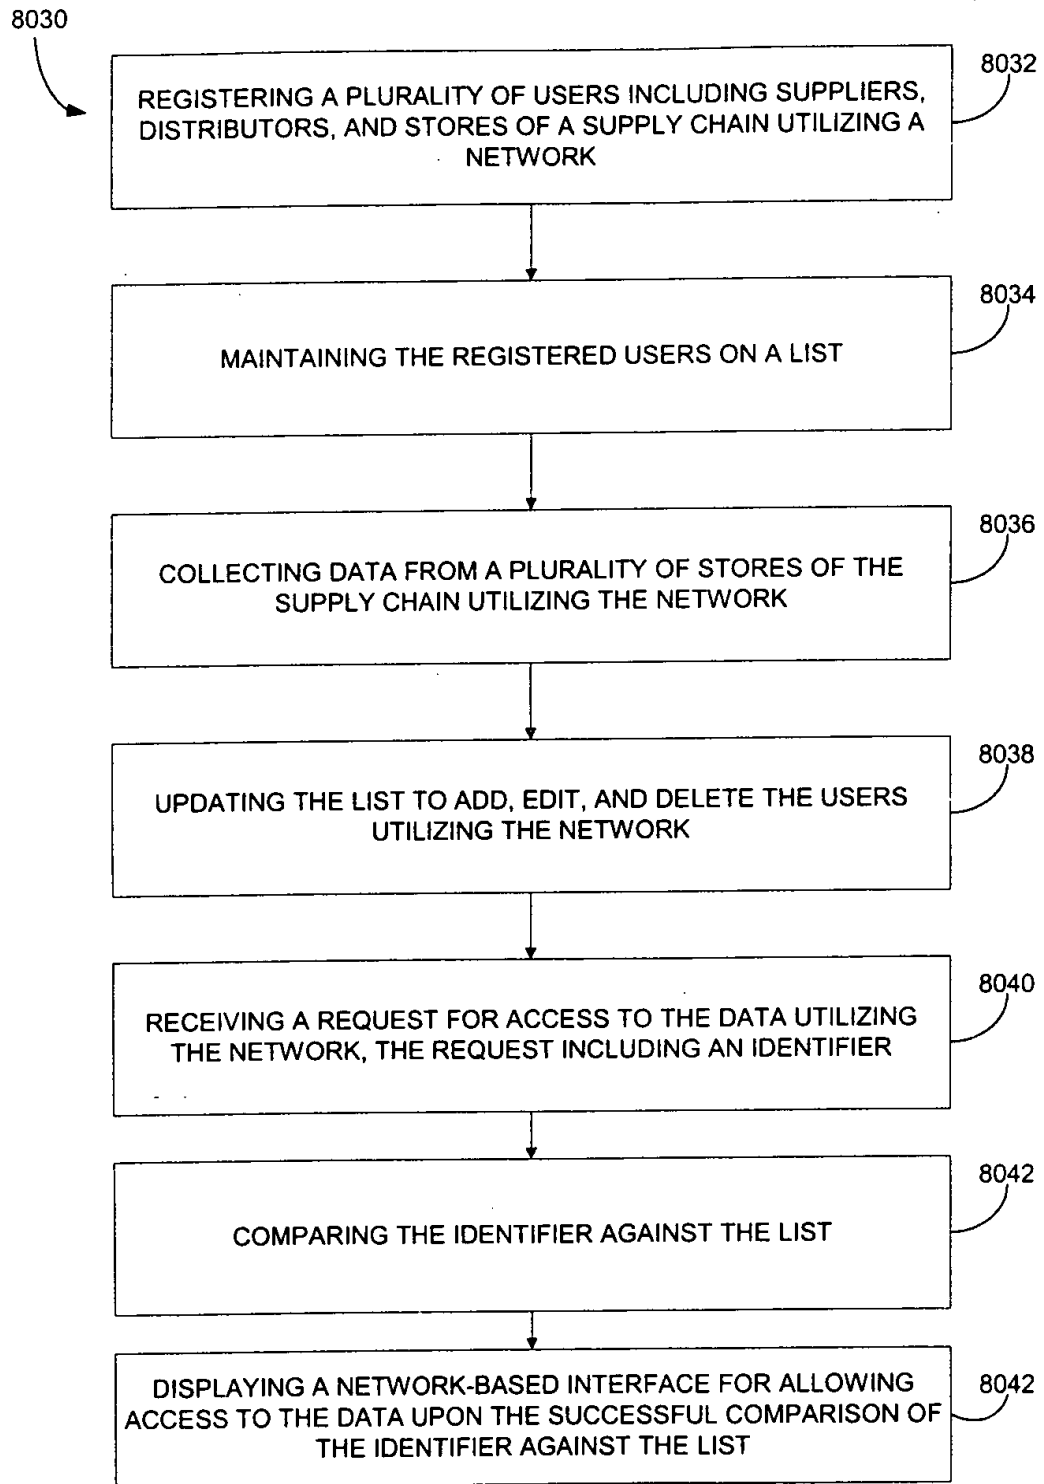 8030
8032
REGISTERING A PLURALITY OF USERS INCLUDING SUPPLIERS,
DISTRIBUTORS, AND STORES OF A SUPPLY CHAIN UTILIZING A
NETWORK
8034
MAINTAINING THE REGISTERED USERS ON A LIST
8036
COLLECTING DATA FROM A PLURALITY OF STORES OF THE
SUPPLY CHAIN UTILIZING THE NETWORK
8038
UPDATING THE LIST TO ADD, EDIT, AND DELETE THE USERS
UTILIZING THE NETWORK
8040
RECEIVING A REQUEST FOR ACCESS TO THE DATA UTILIZING
THE NETWORK, THE REQUEST INCLUDING AN IDENTIFIER
8042
COMPARING THE IDENTIFIER AGAINST THE LIST
8042
DISPLAYING A NETWORK-BASED INTERFACE FOR ALLOWING
ACCESS TO THE DATA UPON THE SUCCESSFUL COMPARISON OF
THE IDENTIFIER AGAINST THE LIST